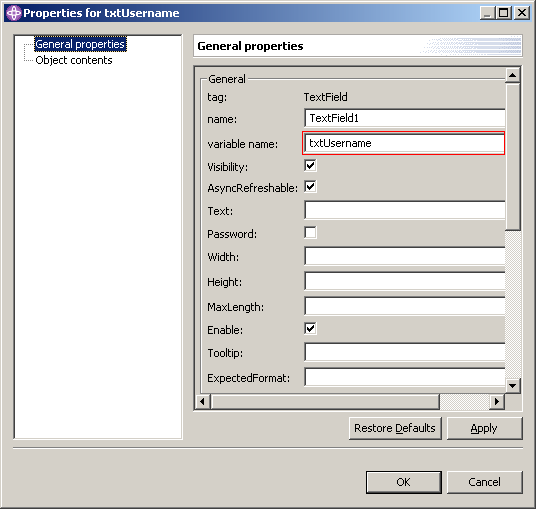 Properties for txtUsername
General properties
Object contents
General properties
General
tag: TextField
name: TextField1
variable name: txtUsername
Visibility:
AsyncRefreshable:
Text:
Password:
Width:
Height:
MaxLength:
Enable:
Tooltip:
ExpectedFormat:
Restore Defaults Apply
OK Cancel